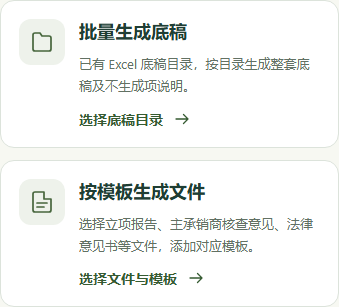 批量生成底稿
已有 Excel 底稿目录，按目录生成整套底
稿及不生成项说明。
选择底稿目录 →
按模板生成文件
选择立项报告、主承销商核查意见、法律
意见书等文件，添加对应模板。
选择文件与模板 →